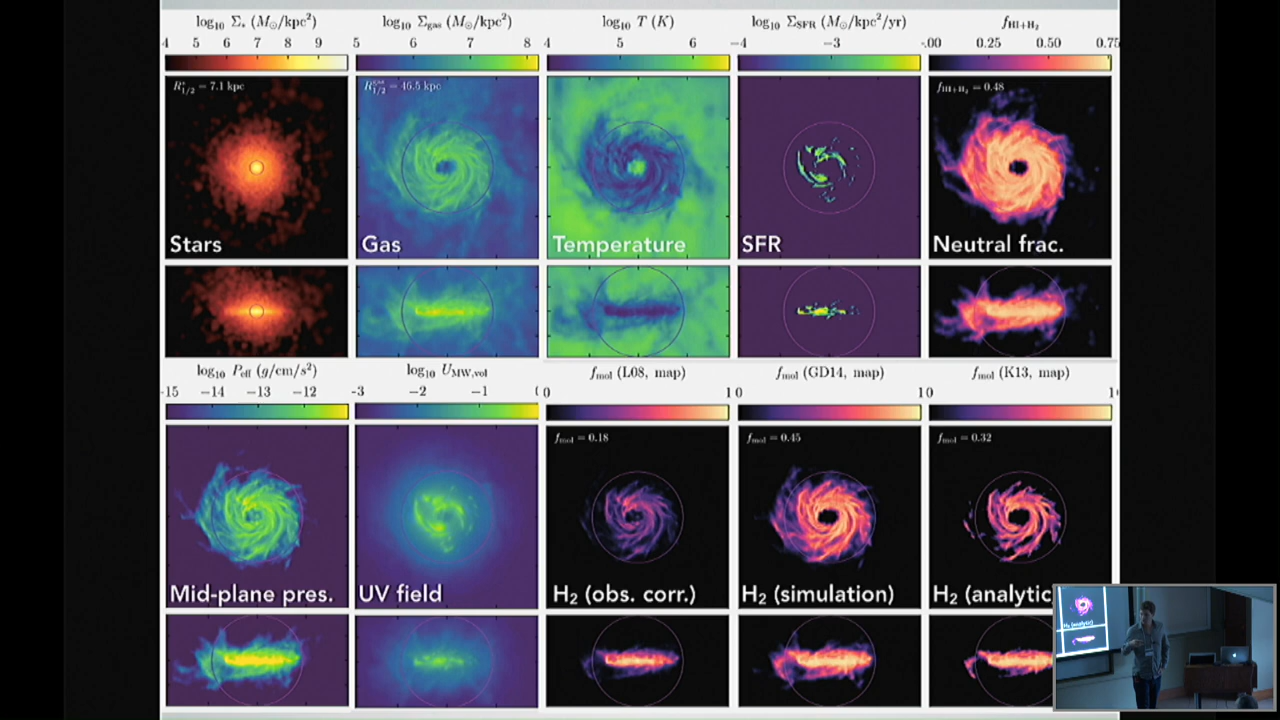 log₁₀ Σ* (M⊙/kpc²)
4 5 6 7 8 9
R*₁/₂ = 7.1 kpc
Stars
log₁₀ Σgas (M⊙/kpc²)
5 6 7 8
R^gas₁/₂ = 46.5 kpc
Gas
log₁₀ T (K)
4 5 6
Temperature
log₁₀ ΣSFR (M⊙/kpc²/yr)
−4 −3
SFR
fHI+H₂
.00 0.25 0.50 0.75
fHI+H₂ = 0.48
Neutral frac.
log₁₀ Peff (g/cm/s²)
-15 −14 −13 −12
Mid-plane pres.
log₁₀ UMW,vol
-3 −2 −1 0
UV field
fmol (L08, map)
0 1
fmol = 0.18
H₂ (obs. corr.)
fmol (GD14, map)
0 1
fmol = 0.45
H₂ (simulation)
fmol (K13, map)
0 1
fmol = 0.32
H₂ (analytic
H₂ (analytic)